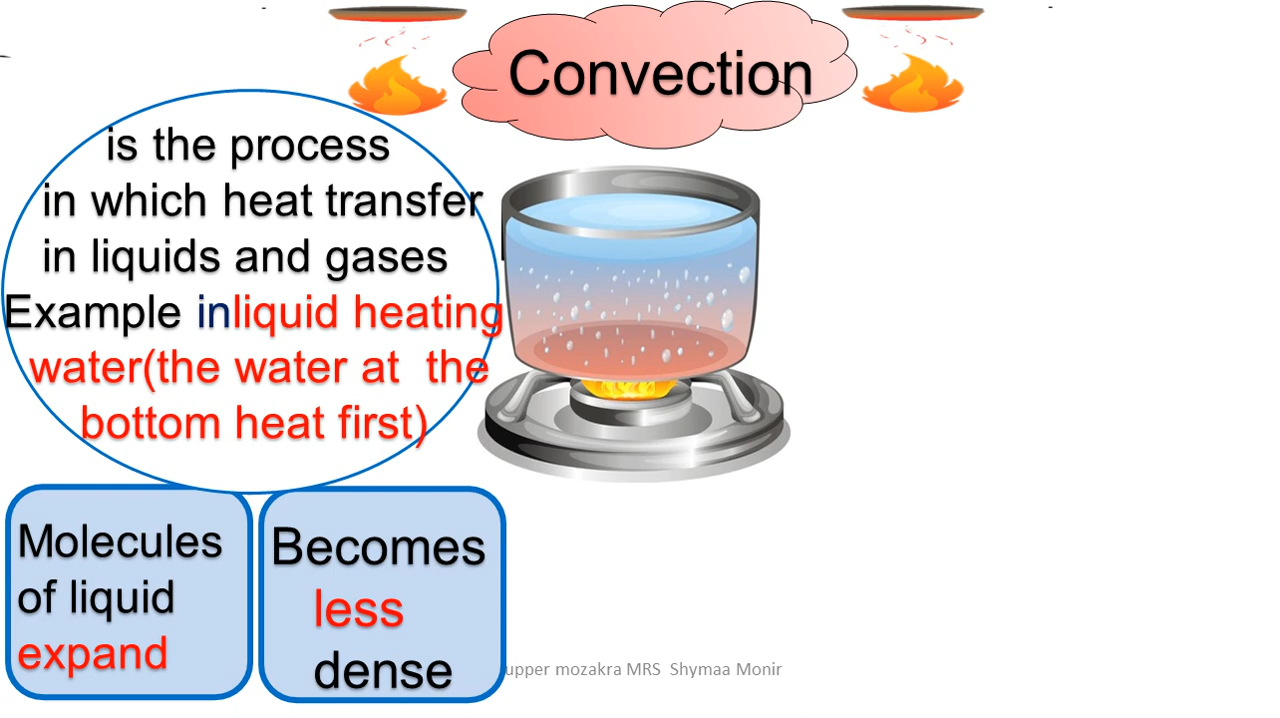 Convection
is the process
in which heat transfer
in liquids and gases
Example inliquid heating
water(the water at the
bottom heat first)
Molecules
of liquid
expand
Becomes
less
dense
upper mozakra MRS Shymaa Monir